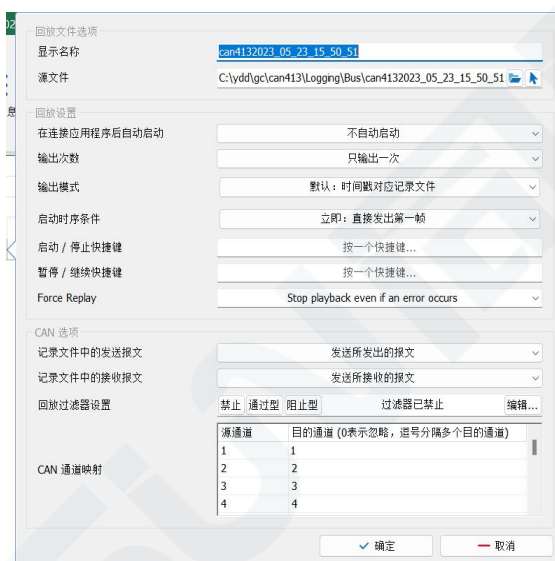 02
息
回放文件选项
显示名称 can4132023_05_23_15_50_51
源文件 C:\ydd\gc\can413\Logging\Bus\can4132023_05_23_15_50_51
回放设置
在连接应用程序后自动启动 不自动启动
输出次数 只输出一次
输出模式 默认：时间戳对应记录文件
启动时序条件 立即：直接发出第一帧
启动 / 停止快捷键 按一个快捷键...
暂停 / 继续快捷键 按一个快捷键...
Force Replay Stop playback even if an error occurs
CAN 选项
记录文件中的发送报文 发送所发出的报文
记录文件中的接收报文 发送所接收的报文
回放过滤器设置 禁止 通过型 阻止型 过滤器已禁止 编辑...
CAN 通道映射
源通道 目的通道 (0表示忽略，逗号分隔多个目的通道)
1 1
2 2
3 3
4 4
确定 取消